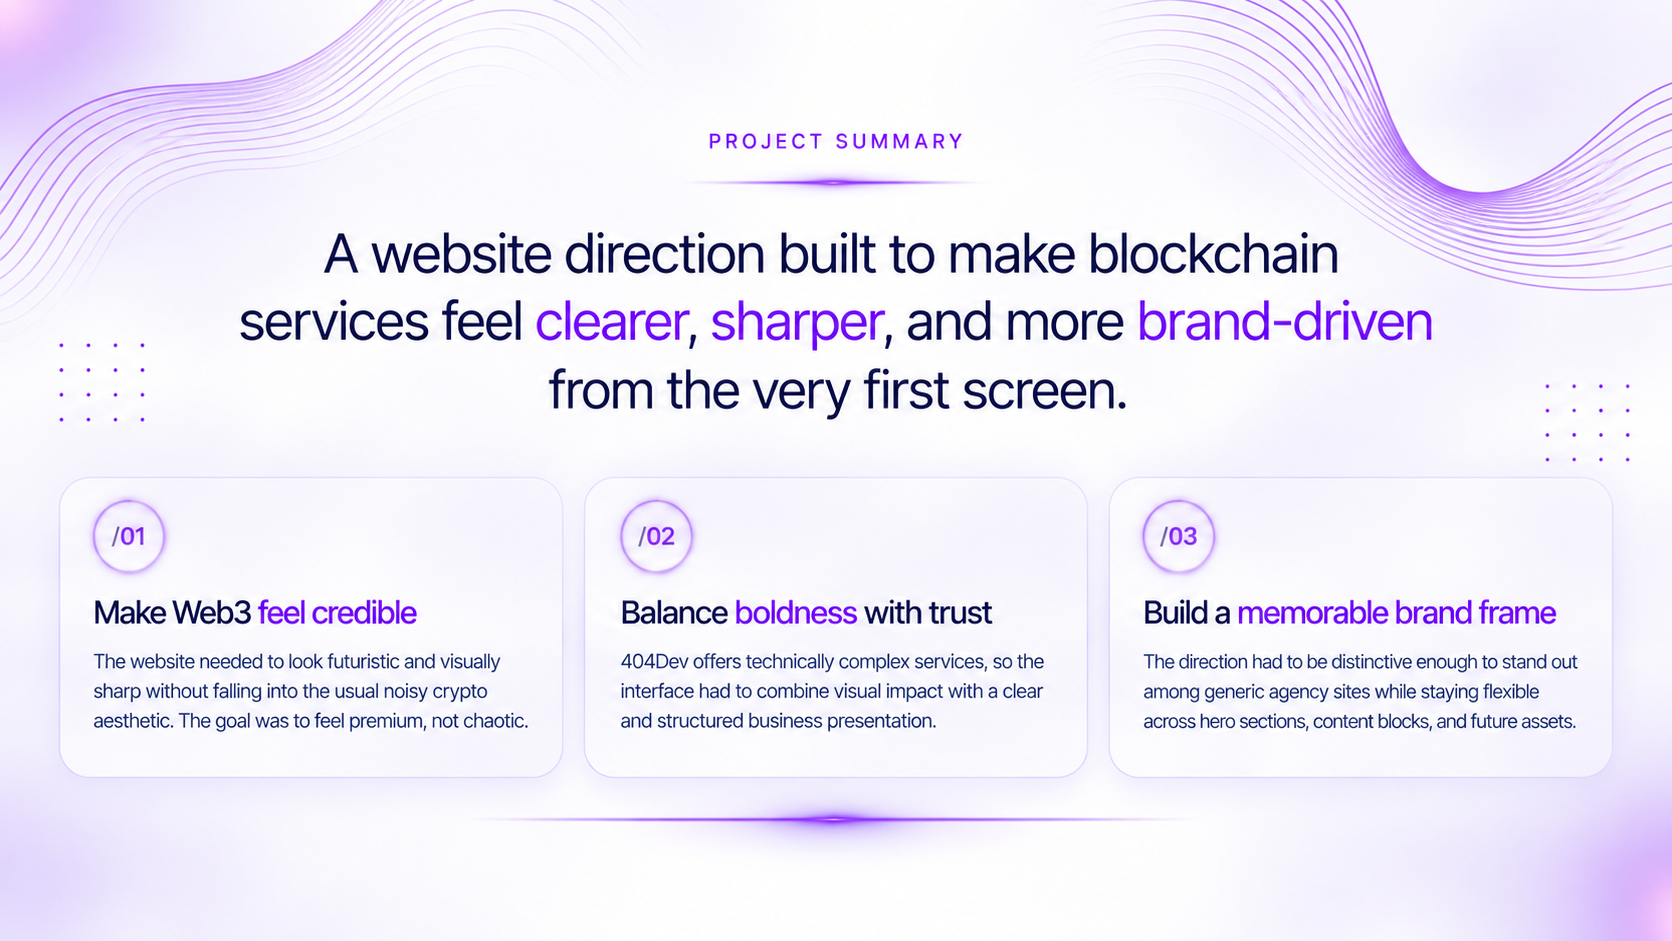 PROJECT SUMMARY
A website direction built to make blockchain
services feel clearer, sharper, and more brand-driven
from the very first screen.
/01
Make Web3 feel credible
The website needed to look futuristic and visually
sharp without falling into the usual noisy crypto
aesthetic. The goal was to feel premium, not chaotic.
/02
Balance boldness with trust
404Dev offers technically complex services, so the
interface had to combine visual impact with a clear
and structured business presentation.
/03
Build a memorable brand frame
The direction had to be distinctive enough to stand out
among generic agency sites while staying flexible
across hero sections, content blocks, and future assets.